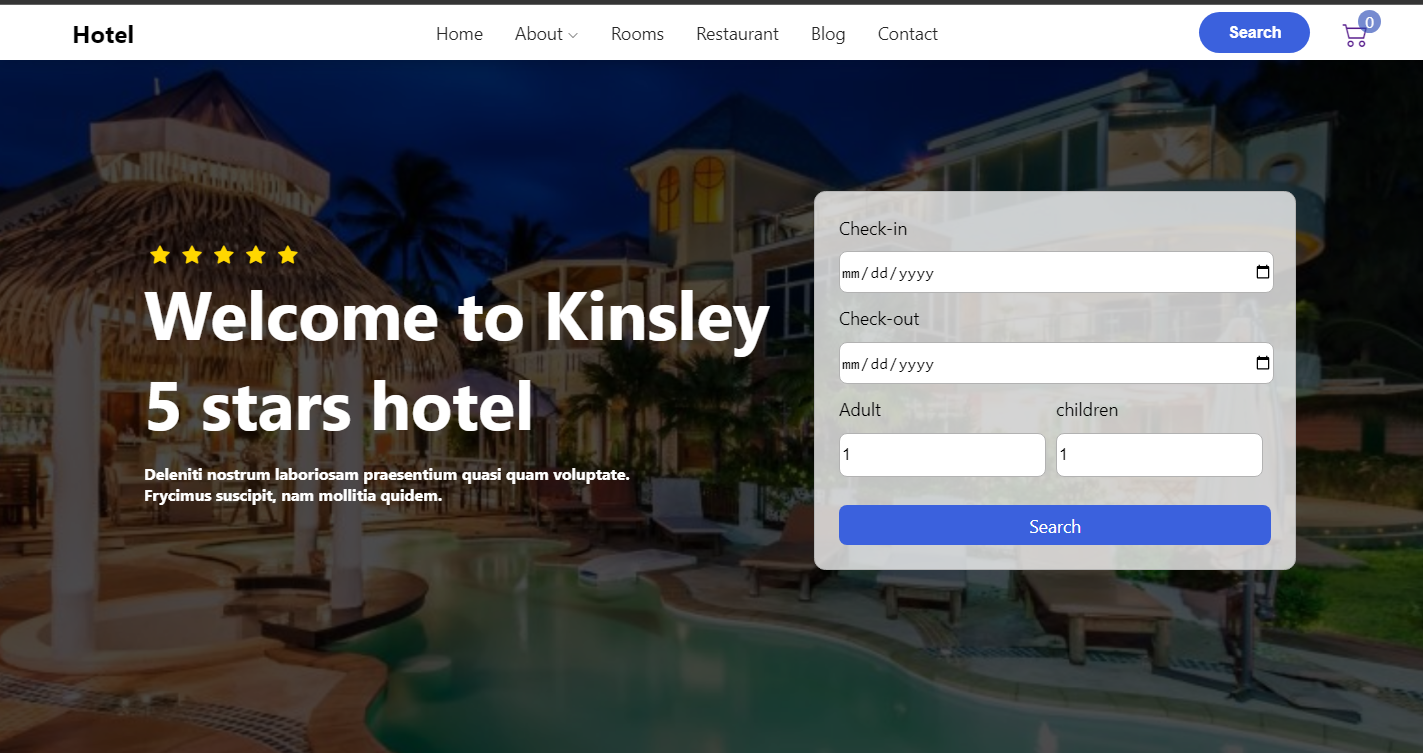 Hotel
Home About Rooms Restaurant Blog Contact
Search
0
Welcome to Kinsley
5 stars hotel
Deleniti nostrum laboriosam praesentium quasi quam voluptate.
Frycimus suscipit, nam mollitia quidem.
Check-in
mm/dd/yyyy
Check-out
mm/dd/yyyy
Adult children
1 1
Search